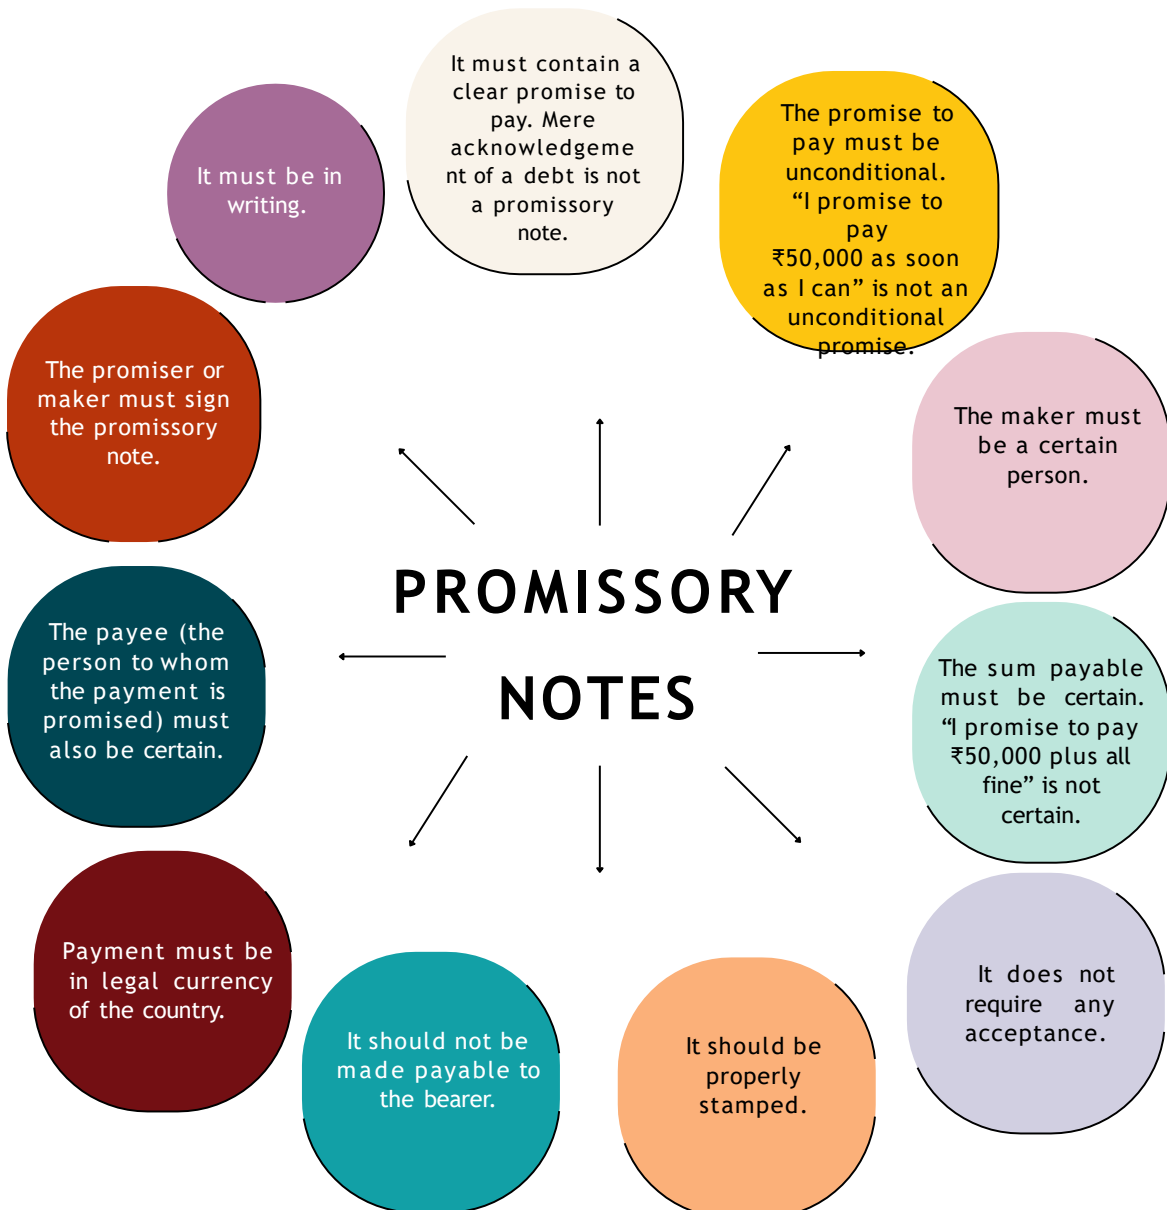 It must contain a
clear promise to
pay. Mere
acknowledgeme
nt of a debt is not
a promissory
note.
The promise to
pay must be
unconditional.
“I promise to
pay
₹50,000 as soon
as I can” is not an
unconditional
promise.
It must be in
writing.
The promiser or
maker must sign
the promissory
note.
The maker must
be a certain
person.
PROMISSORY
NOTES
The payee (the
person to whom
the payment is
promised) must
also be certain.
The sum payable
must be certain.
“I promise to pay
₹50,000 plus all
fine” is not
certain.
Payment must be
in legal currency
of the country.
It does not
require any
acceptance.
It should not be
made payable to
the bearer.
It should be
properly
stamped.